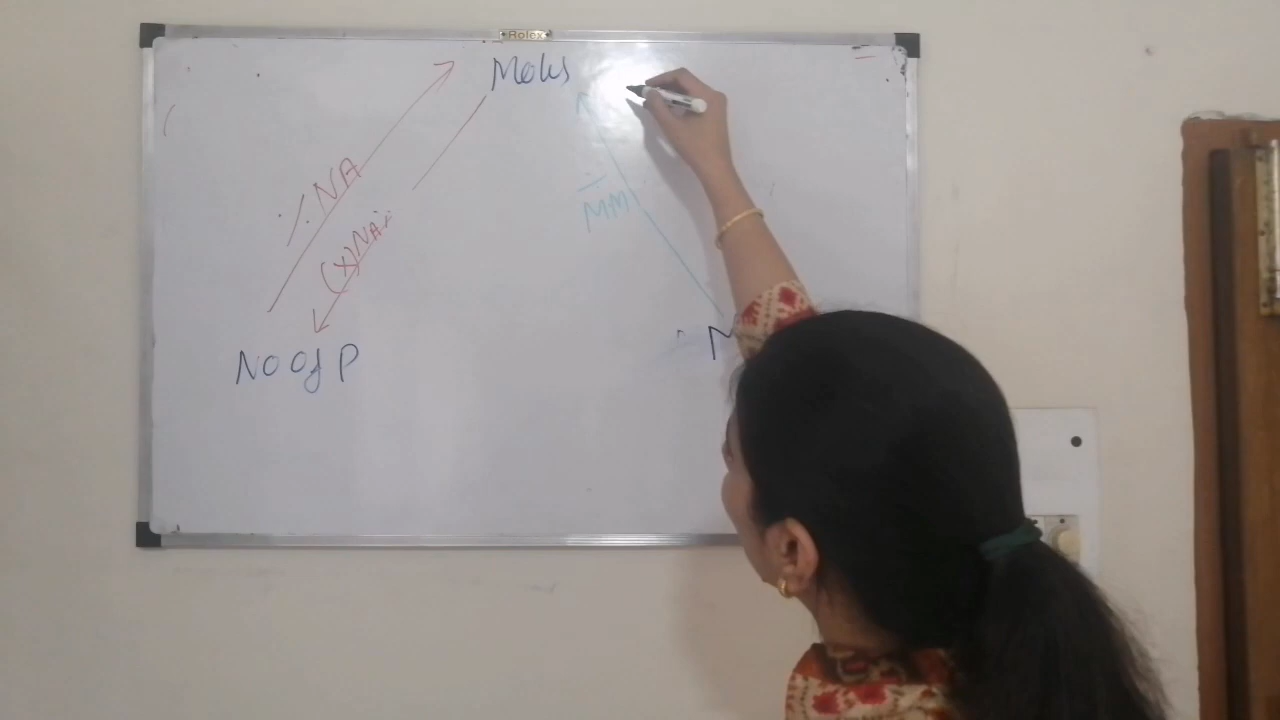 Rolex
Moles
÷ NA
(x) NA
÷
MM
No Of P
M